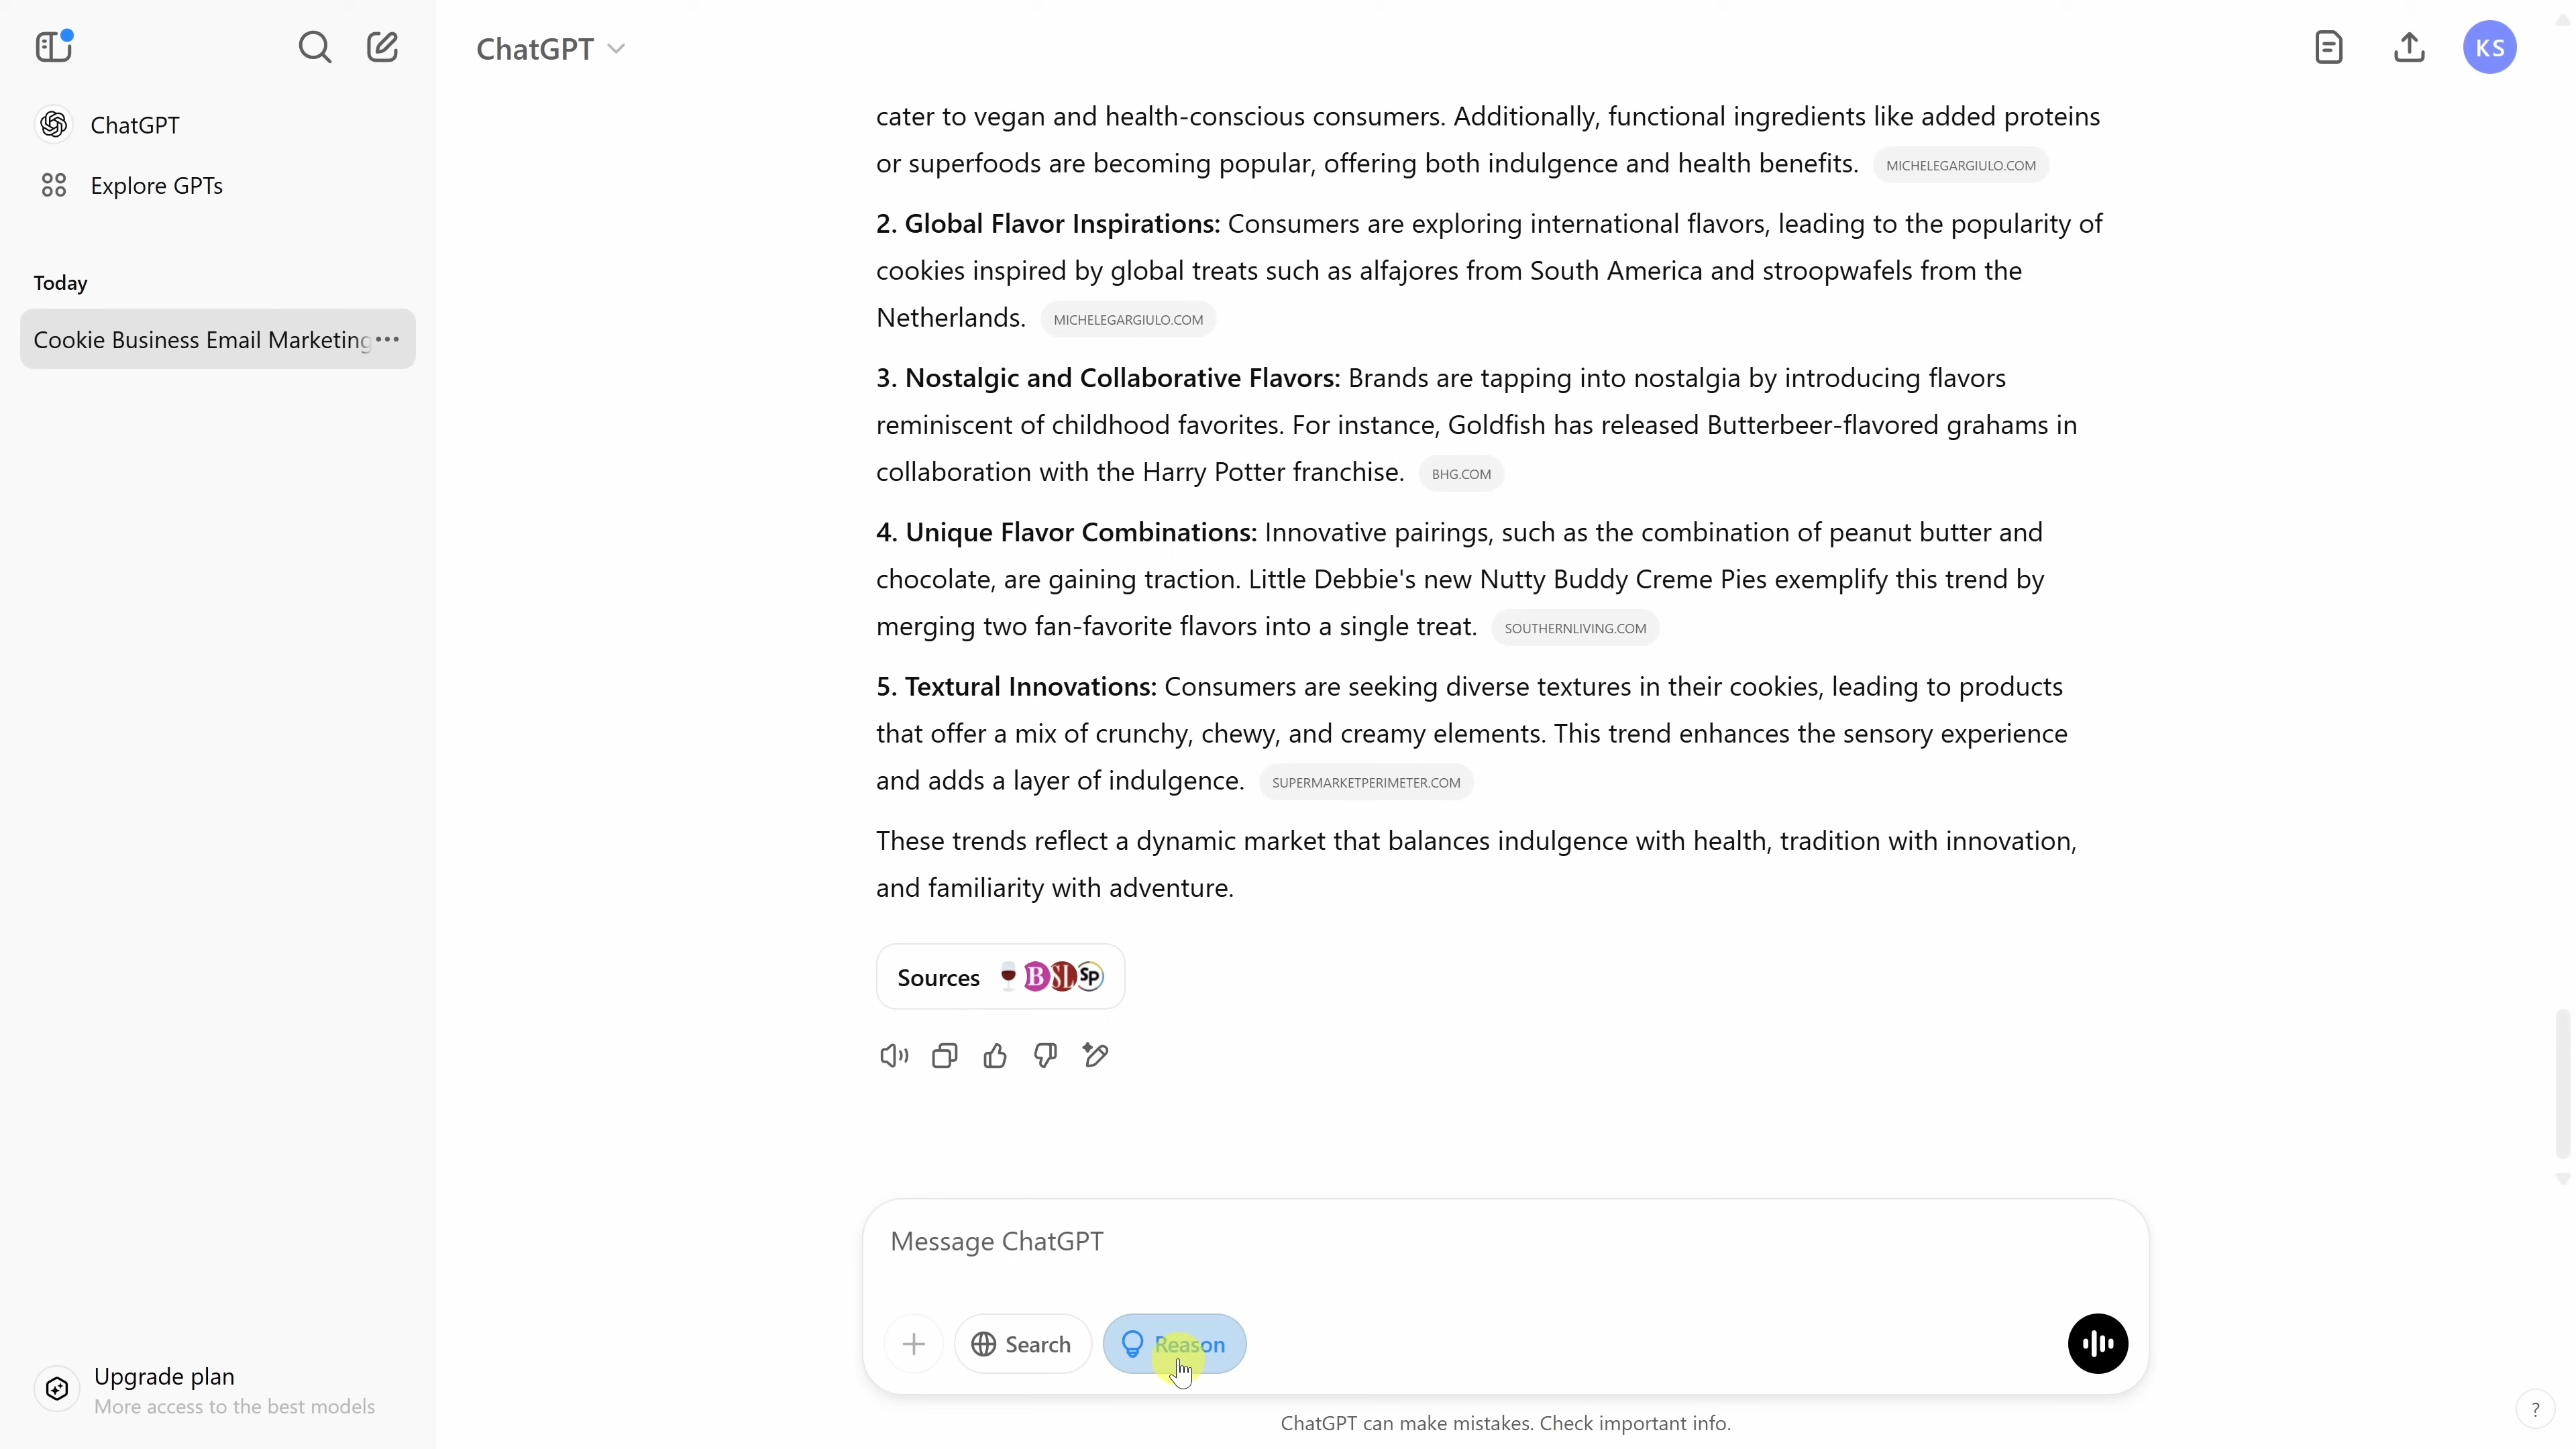 ChatGPT
KS
ChatGPT
Explore GPTs
Today
Cookie Business Email Marketing
cater to vegan and health-conscious consumers. Additionally, functional ingredients like added proteins
or superfoods are becoming popular, offering both indulgence and health benefits. MICHELEGARGIULO.COM
2. Global Flavor Inspirations: Consumers are exploring international flavors, leading to the popularity of
cookies inspired by global treats such as alfajores from South America and stroopwafels from the
Netherlands. MICHELEGARGIULO.COM
3. Nostalgic and Collaborative Flavors: Brands are tapping into nostalgia by introducing flavors
reminiscent of childhood favorites. For instance, Goldfish has released Butterbeer-flavored grahams in
collaboration with the Harry Potter franchise. BHG.COM
4. Unique Flavor Combinations: Innovative pairings, such as the combination of peanut butter and
chocolate, are gaining traction. Little Debbie's new Nutty Buddy Creme Pies exemplify this trend by
merging two fan-favorite flavors into a single treat. SOUTHERNLIVING.COM
5. Textural Innovations: Consumers are seeking diverse textures in their cookies, leading to products
that offer a mix of crunchy, chewy, and creamy elements. This trend enhances the sensory experience
and adds a layer of indulgence. SUPERMARKETPERIMETER.COM
These trends reflect a dynamic market that balances indulgence with health, tradition with innovation,
and familiarity with adventure.
Sources B SL Sp
Message ChatGPT
Search Reason
Upgrade plan
More access to the best models
ChatGPT can make mistakes. Check important info.
?